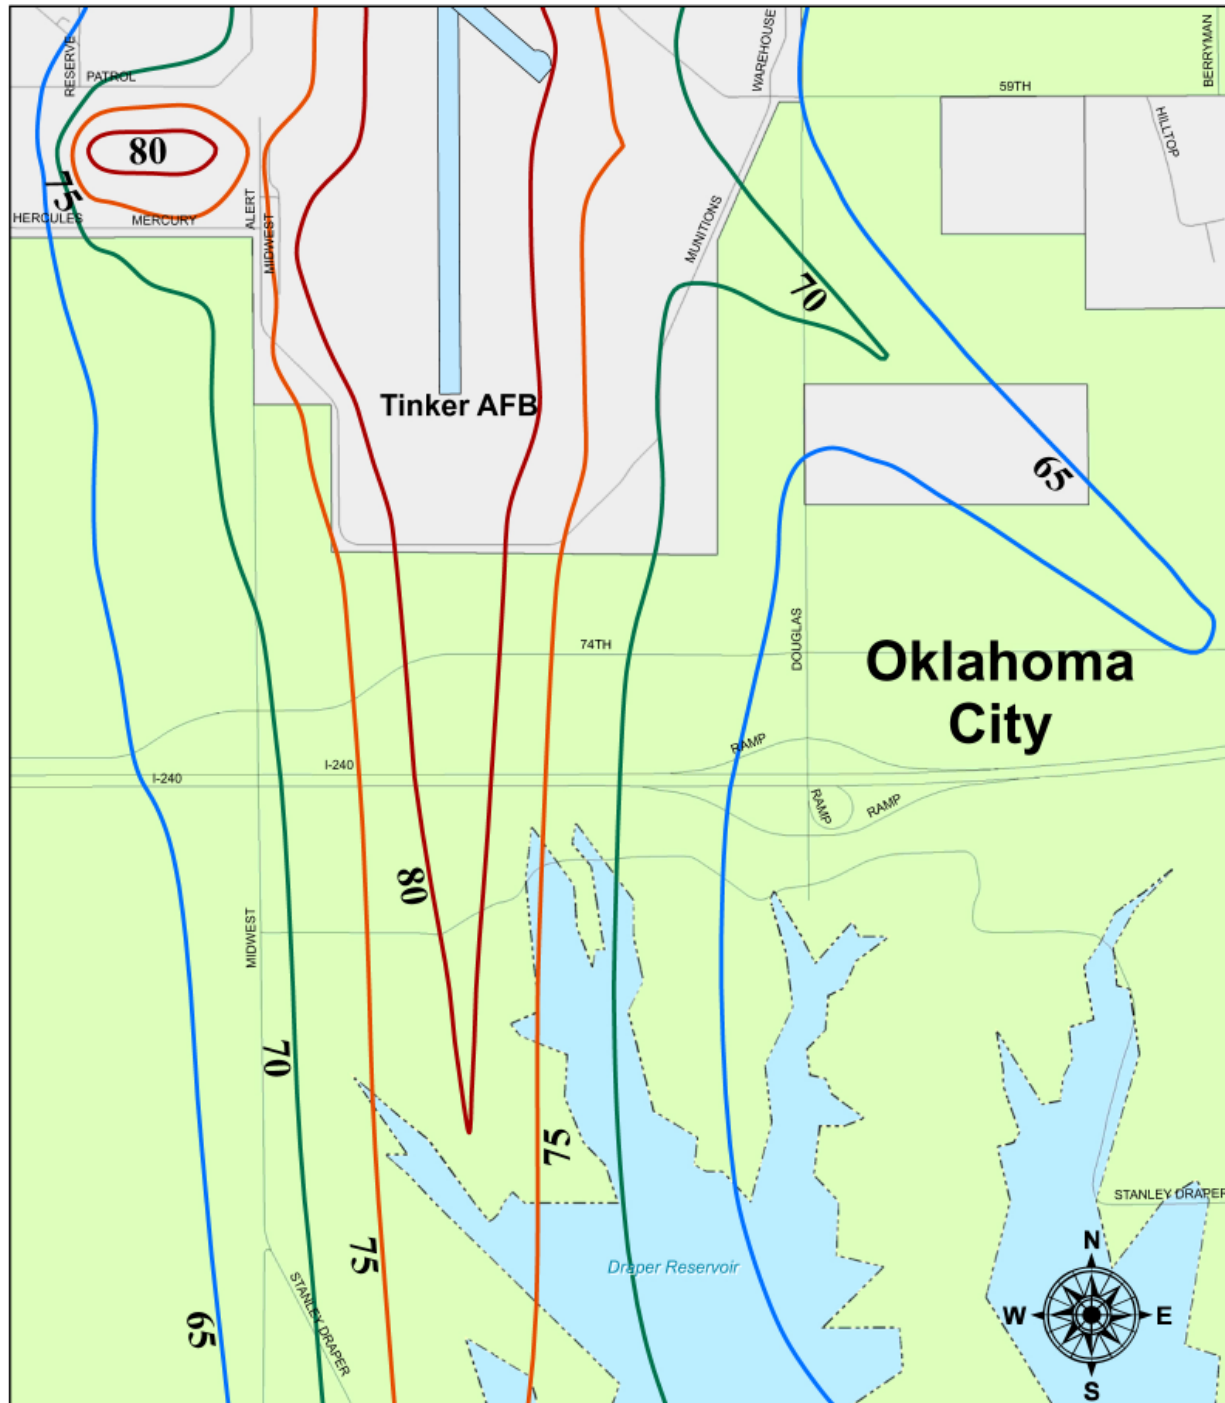 RESERVE
WAREHOUSE
BERRYMAN
PATROL
59TH
HILLTOP
80
75
HERCULES
MERCURY
ALERT
MIDWEST
MUNITIONS
70
Tinker AFB
65
DOUGLAS
74TH
Oklahoma
City
RAMP
I-240
I-240
RAMP
RAMP
80
MIDWEST
70
75
STANLEY DRAPER
75
Draper Reservoir
N
W
E
S
STANLEY DRAPER
65